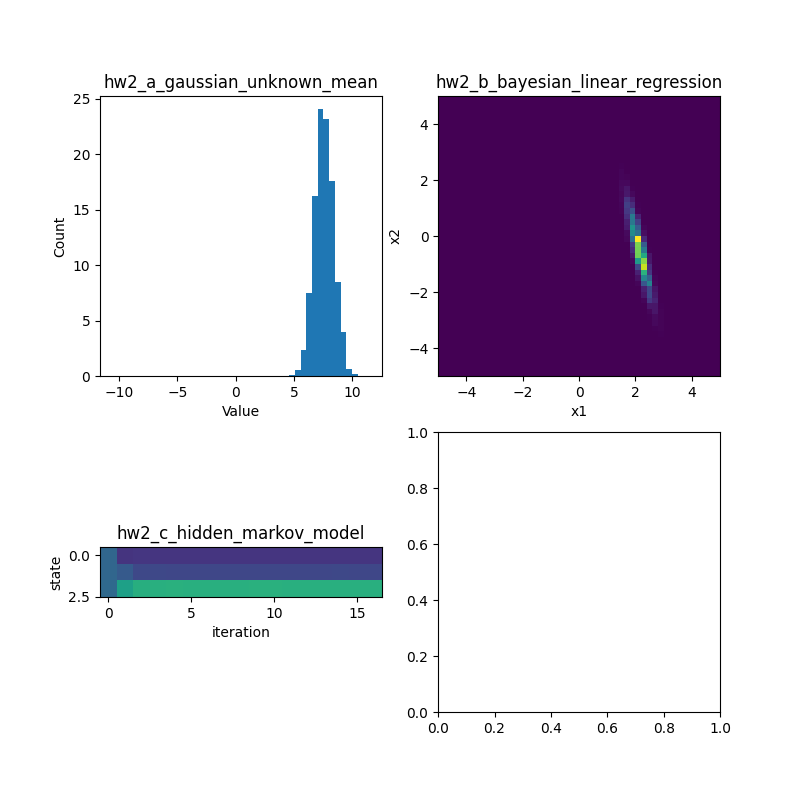 hw2_a_gaussian_unknown_mean
25
20
15
10
5
0
Count
−10 −5 0 5 10
Value
hw2_b_bayesian_linear_regression
4
2
0
−2
−4
x2
−4 −2 0 2 4
x1
hw2_c_hidden_markov_model
0.0
2.5
state
0 5 10 15
iteration
1.0
0.8
0.6
0.4
0.2
0.0
0.0 0.2 0.4 0.6 0.8 1.0